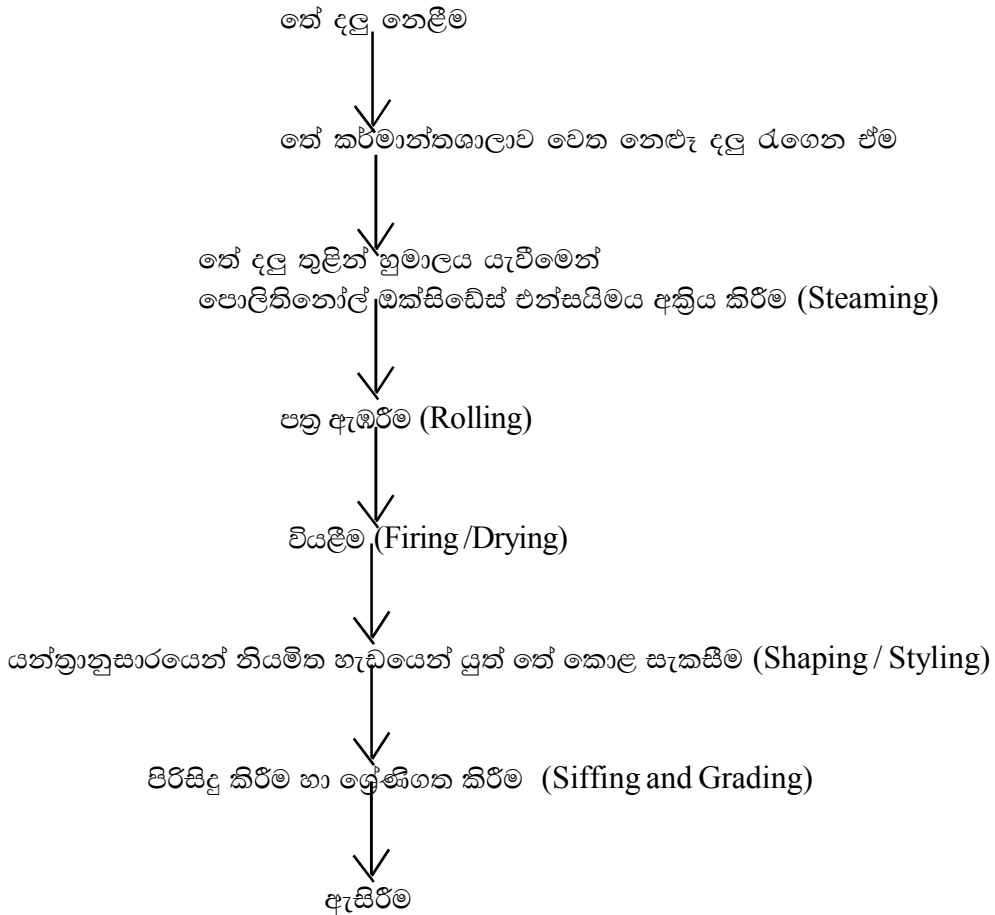 තේ දලු නෙළීම
තේ කර්මාන්තශාලාව වෙත නෙළූ දලු රැගෙන ඒම
තේ දලු තුළින් හුමාලය යැවීමෙන්
පොලිතිනෝල් ඔක්සිඩේස් එන්සයිමය අක්‍රිය කිරීම (Steaming)
පත්‍ර ඇඹරීම (Rolling)
වියළීම (Firing /Drying)
යන්ත්‍රානුසාරයෙන් නියමිත හැඩයෙන් යුත් තේ කොළ සැකසීම (Shaping / Styling)
පිරිසිදු කිරීම හා ශ්‍රේණිගත කිරීම (Siffing and Grading)
ඇසිරීම